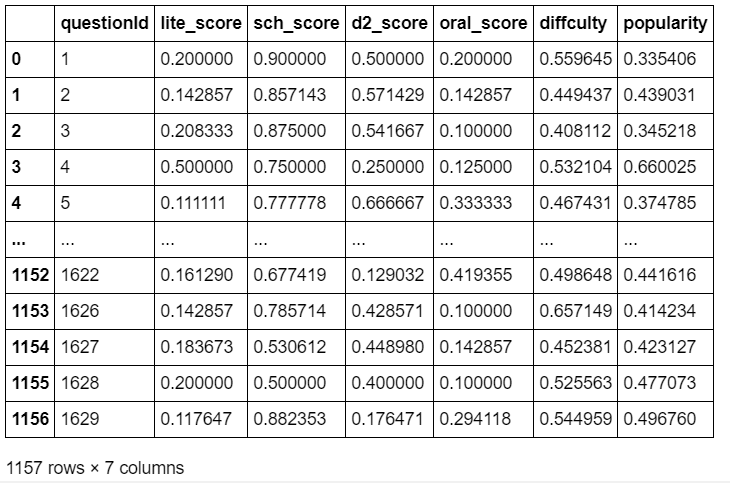 questionId lite_score sch_score d2_score oral_score diffculty popularity
0 1 0.200000 0.900000 0.500000 0.200000 0.559645 0.335406
1 2 0.142857 0.857143 0.571429 0.142857 0.449437 0.439031
2 3 0.208333 0.875000 0.541667 0.100000 0.408112 0.345218
3 4 0.500000 0.750000 0.250000 0.125000 0.532104 0.660025
4 5 0.111111 0.777778 0.666667 0.333333 0.467431 0.374785
... ... ... ... ... ... ... ...
1152 1622 0.161290 0.677419 0.129032 0.419355 0.498648 0.441616
1153 1626 0.142857 0.785714 0.428571 0.100000 0.657149 0.414234
1154 1627 0.183673 0.530612 0.448980 0.142857 0.452381 0.423127
1155 1628 0.200000 0.500000 0.400000 0.100000 0.525563 0.477073
1156 1629 0.117647 0.882353 0.176471 0.294118 0.544959 0.496760
1157 rows × 7 columns